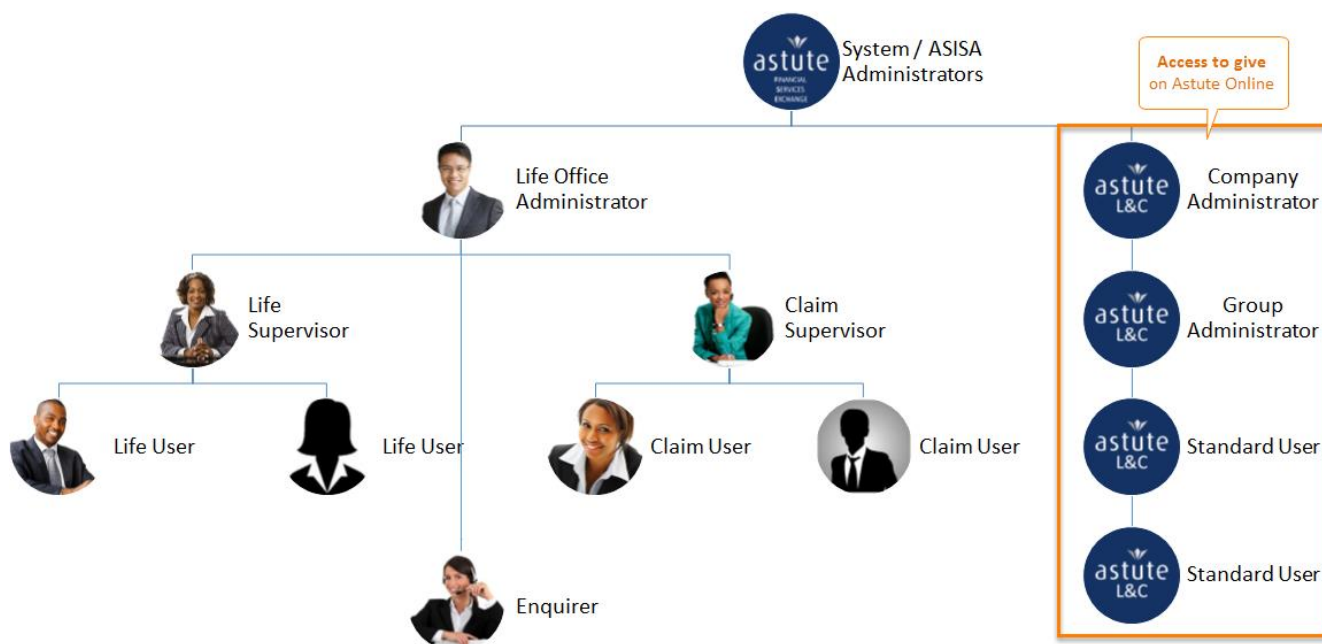 astute
FINANCIAL
SERVICES
EXCHANGE
System / ASISA
Administrators
Access to give
on Astute Online
Life Office
Administrator
astute
L&C
Company
Administrator
Life
Supervisor
Claim
Supervisor
astute
L&C
Group
Administrator
Life User
Life User
Claim User
Claim User
astute
L&C
Standard User
Enquirer
astute
L&C
Standard User